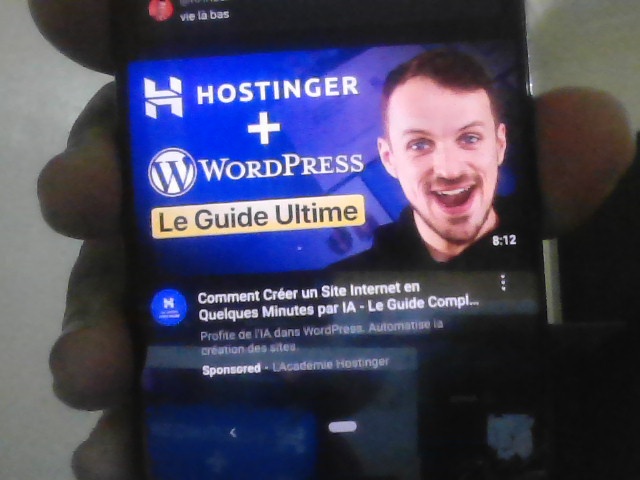 vie là bas
HOSTINGER
+
WORDPRESS
Le Guide Ultime
8:12
Comment Créer un Site Internet en
Quelques Minutes par IA - Le Guide Compl...
Profite de l'IA dans WordPress. Automatise la
création des sites.
Sponsored · LAcademie Hostinger